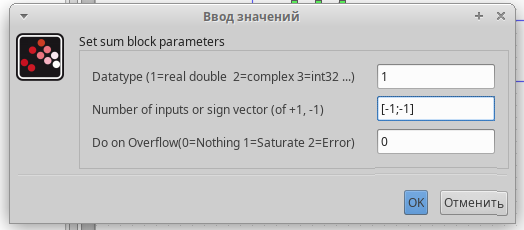 Ввод значений
Set sum block parameters
Datatype (1=real double  2=complex 3=int32 ...) 1
Number of inputs or sign vector (of +1, -1) [-1;-1]
Do on Overflow(0=Nothing 1=Saturate 2=Error) 0
OK Отменить